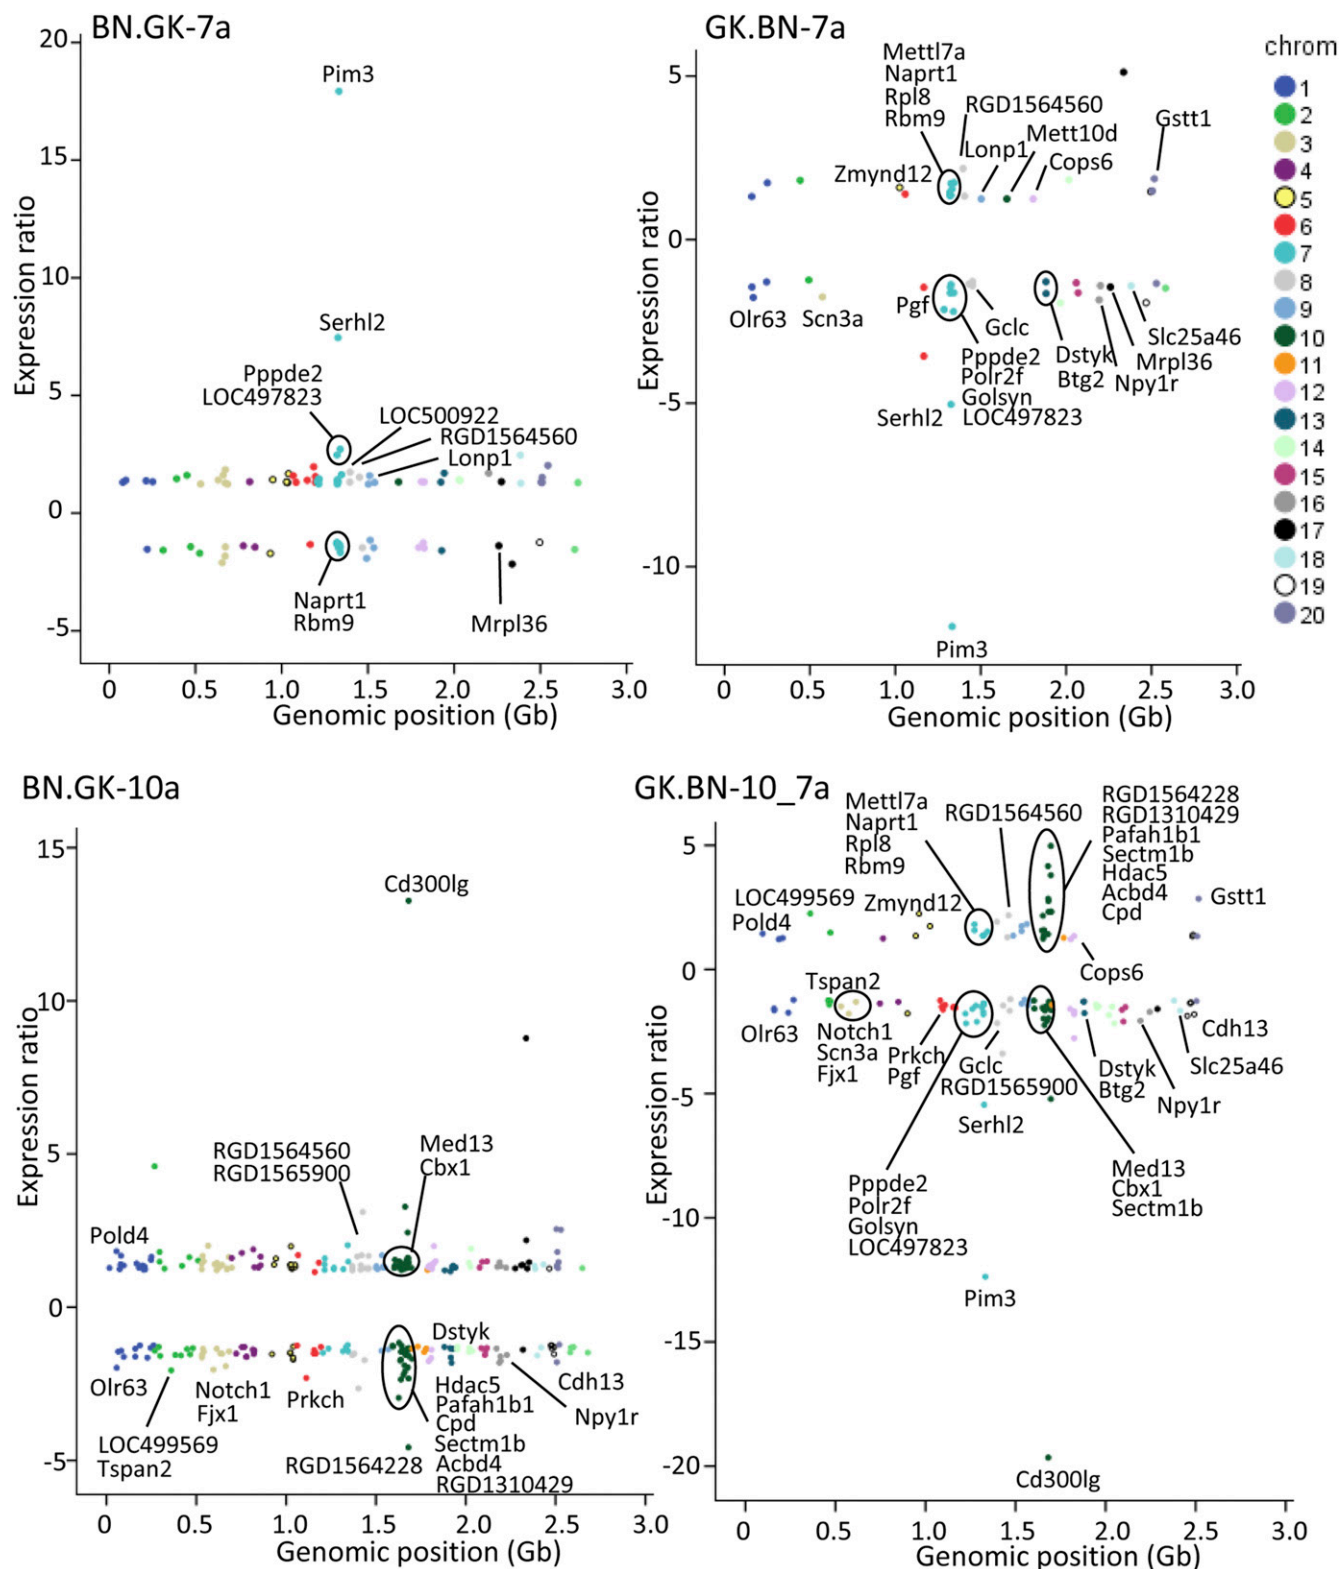 BN.GK-7a
Expression ratio
20
15
10
5
0
-5
Pim3
Serhl2
Pppde2
LOC497823
LOC500922
RGD1564560
Lonp1
Naprt1
Rbm9
Mrpl36
0 0.5 1.0 1.5 2.0 2.5 3.0
Genomic position (Gb)
GK.BN-7a
Expression ratio
5
0
-5
-10
Mettl7a
Naprt1
Rpl8
Rbm9
RGD1564560
Gstt1
Mett10d
Lonp1
Cops6
Zmynd12
Olr63
Scn3a
Pgf
Gclc
Slc25a46
Pppde2
Polr2f
Golsyn
LOC497823
Dstyk
Btg2
Mrpl36
Npy1r
Serhl2
Pim3
0 0.5 1.0 1.5 2.0 2.5 3.0
Genomic position (Gb)
chrom
1
2
3
4
5
6
7
8
9
10
11
12
13
14
15
16
17
18
19
20
BN.GK-10a
Expression ratio
15
10
5
0
-5
Cd300lg
RGD1564560
RGD1565900
Med13
Cbx1
Pold4
Olr63
LOC499569
Tspan2
Notch1
Fjx1
Prkch
RGD1564228
Dstyk
Hdac5
Pafah1b1
Cpd
Sectm1b
Acbd4
RGD1310429
Cdh13
Npy1r
0 0.5 1.0 1.5 2.0 2.5 3.0
Genomic position (Gb)
GK.BN-10_7a
Expression ratio
5
0
-5
-10
-15
-20
Mettl7a
Naprt1
Rpl8
Rbm9
RGD1564560
RGD1564228
RGD1310429
Pafah1b1
Sectm1b
Hdac5
Acbd4
Cpd
LOC499569
Pold4
Zmynd12
Gstt1
Cops6
Tspan2
Olr63
Notch1
Scn3a
Fjx1
Prkch
Pgf
Gclc
RGD1565900
Dstyk
Btg2
Cdh13
Slc25a46
Npy1r
Serhl2
Pppde2
Polr2f
Golsyn
LOC497823
Med13
Cbx1
Sectm1b
Pim3
Cd300lg
0 0.5 1.0 1.5 2.0 2.5 3.0
Genomic position (Gb)